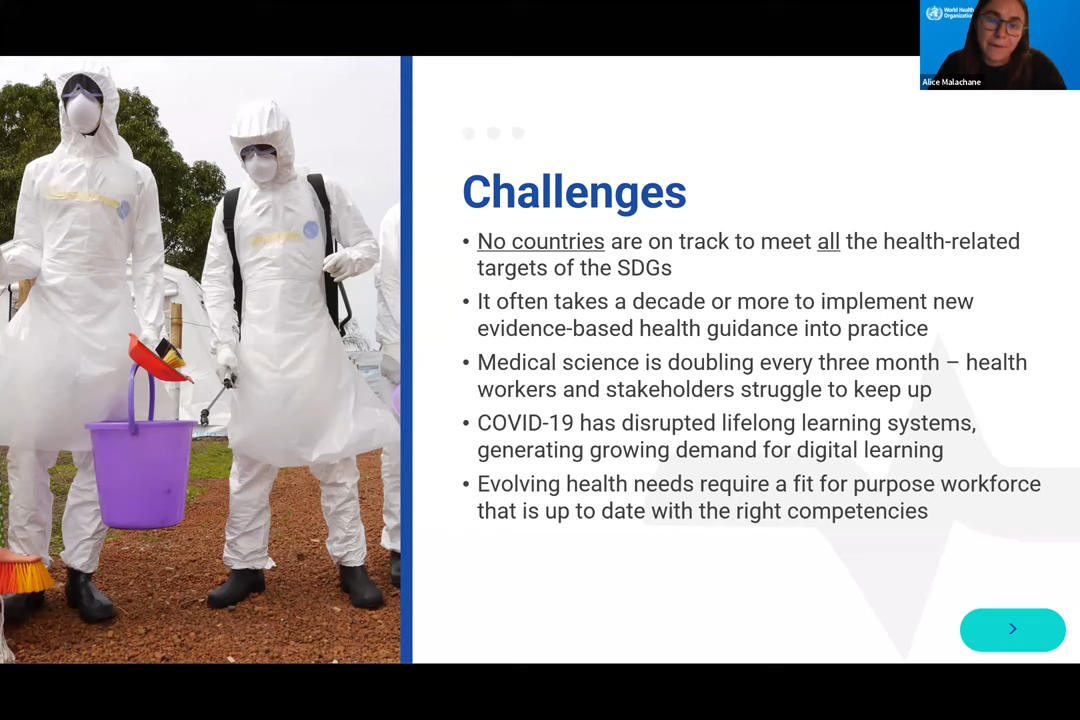 World Health
Organization
Alice Malachane
Challenges
• No countries are on track to meet all the health-related
targets of the SDGs
• It often takes a decade or more to implement new
evidence-based health guidance into practice
• Medical science is doubling every three month – health
workers and stakeholders struggle to keep up
• COVID-19 has disrupted lifelong learning systems,
generating growing demand for digital learning
• Evolving health needs require a fit for purpose workforce
that is up to date with the right competencies